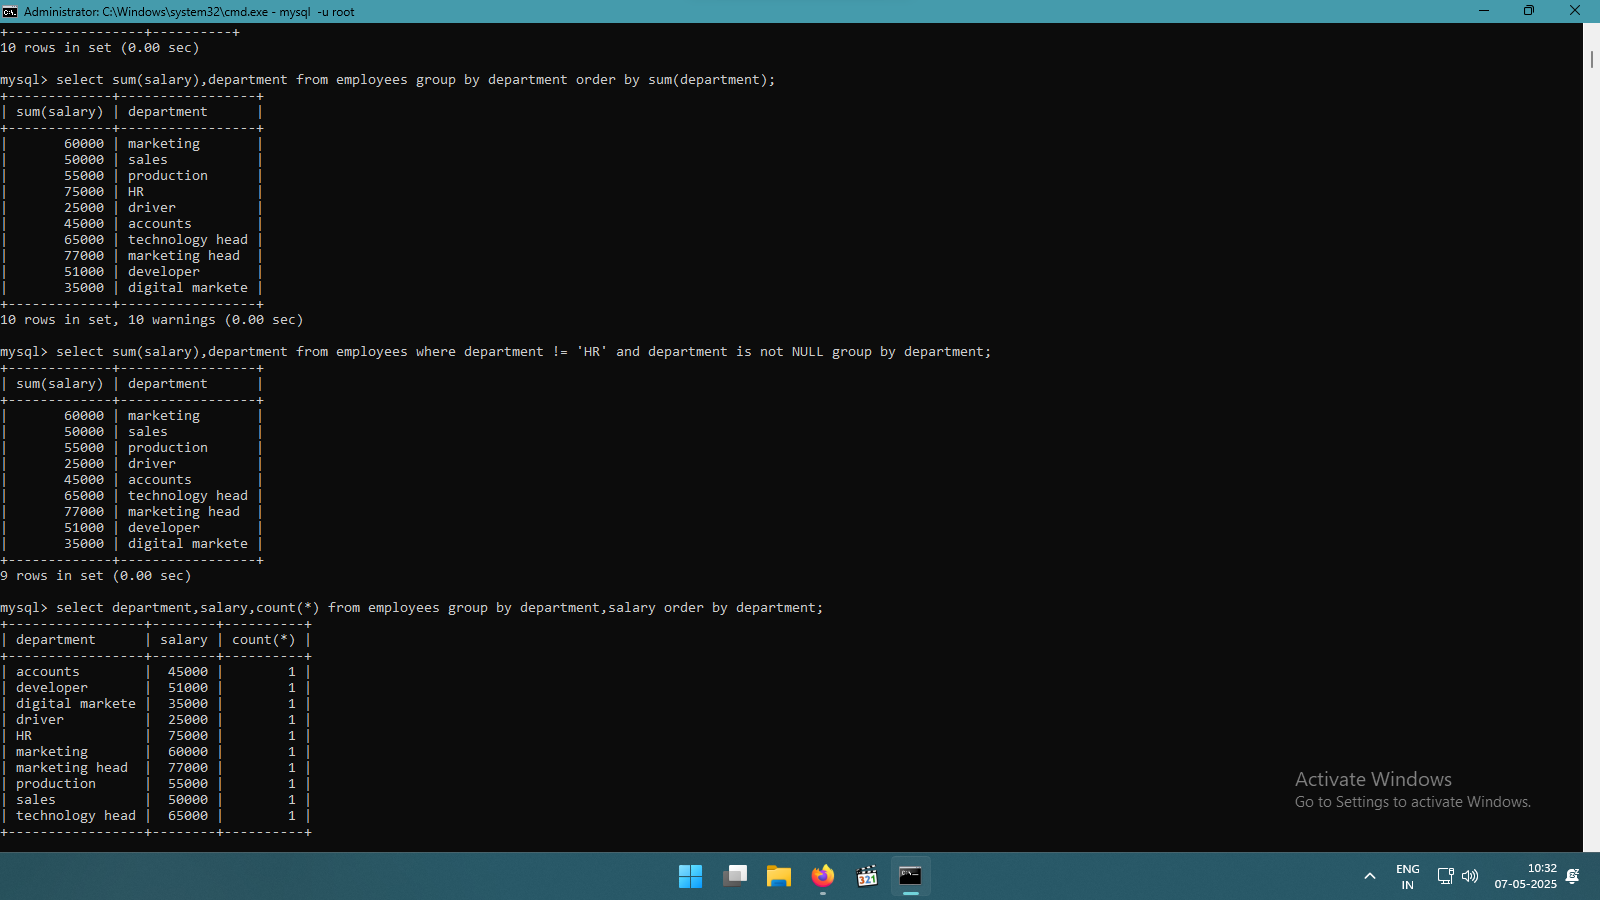 Administrator: C:\Windows\system32\cmd.exe - mysql  -u root
+-----------------+----------+
10 rows in set (0.00 sec)
mysql> select sum(salary),department from employees group by department order by sum(department);
+-------------+-----------------+
| sum(salary) | department      |
+-------------+-----------------+
|       60000 | marketing       |
|       50000 | sales           |
|       55000 | production      |
|       75000 | HR              |
|       25000 | driver          |
|       45000 | accounts        |
|       65000 | technology head |
|       77000 | marketing head  |
|       51000 | developer       |
|       35000 | digital markete |
+-------------+-----------------+
10 rows in set, 10 warnings (0.00 sec)
mysql> select sum(salary),department from employees where department != 'HR' and department is not NULL group by department;
+-------------+-----------------+
| sum(salary) | department      |
+-------------+-----------------+
|       60000 | marketing       |
|       50000 | sales           |
|       55000 | production      |
|       25000 | driver          |
|       45000 | accounts        |
|       65000 | technology head |
|       77000 | marketing head  |
|       51000 | developer       |
|       35000 | digital markete |
+-------------+-----------------+
9 rows in set (0.00 sec)
mysql> select department,salary,count(*) from employees group by department,salary order by department;
+-----------------+--------+----------+
| department      | salary | count(*) |
+-----------------+--------+----------+
| accounts        |  45000 |        1 |
| developer       |  51000 |        1 |
| digital markete |  35000 |        1 |
| driver          |  25000 |        1 |
| HR              |  75000 |        1 |
| marketing       |  60000 |        1 |
| marketing head  |  77000 |        1 |
| production      |  55000 |        1 |
| sales           |  50000 |        1 |
| technology head |  65000 |        1 |
+-----------------+--------+----------+
Activate Windows
Go to Settings to activate Windows.
321
ENG
IN
10:32
07-05-2025